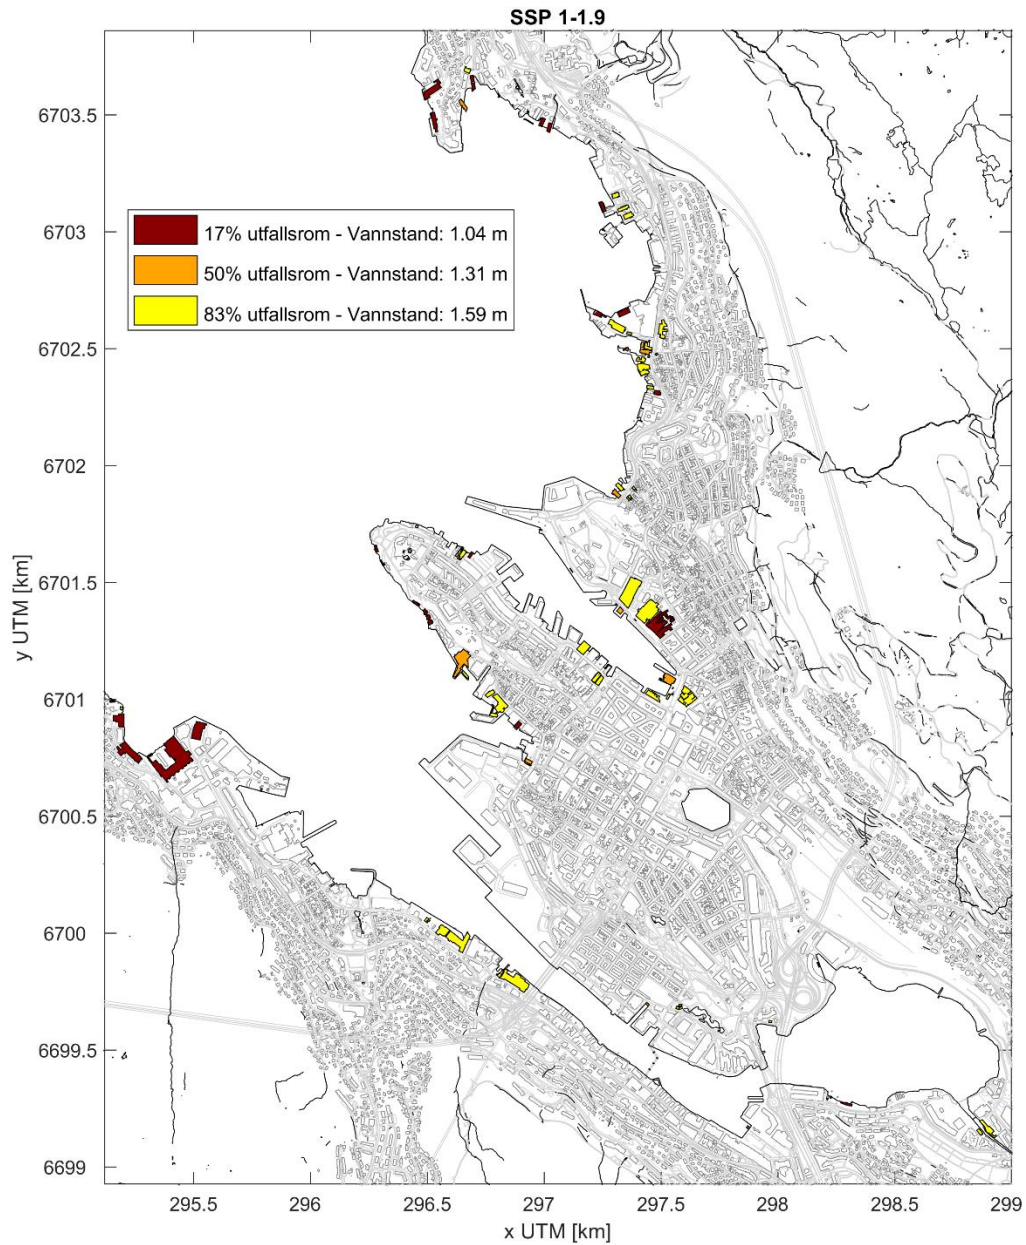 SSP 1-1.9
6703.5
6703
17% utfallsrom - Vannstand: 1.04 m
50% utfallsrom - Vannstand: 1.31 m
83% utfallsrom - Vannstand: 1.59 m
6702.5
6702
6701.5
y UTM [km]
6701
6700.5
6700
6699.5
6699
295.5 296 296.5 297 297.5 298 298.5 299
x UTM [km]